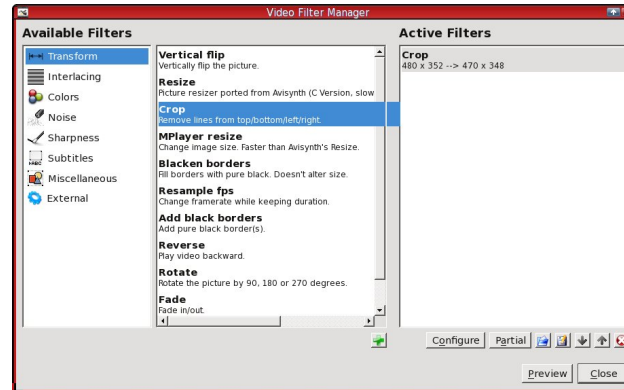 Video Filter Manager
Available Filters
Transform
Interlacing
Colors
Noise
Sharpness
Subtitles
Miscellaneous
External
Vertical flip
Vertically flip the picture.
Resize
Picture resizer ported from Avisynth (C Version, slow
Crop
Remove lines from top/bottom/left/right.
MPlayer resize
Change image size. Faster than Avisynth's Resize.
Blacken borders
Fill borders with pure black. Doesn't alter size.
Resample fps
Change framerate while keeping duration.
Add black borders
Add pure black border(s).
Reverse
Play video backward.
Rotate
Rotate the picture by 90, 180 or 270 degrees.
Fade
Fade in/out.
Active Filters
Crop
480 x 352 --> 470 x 348
Configure Partial
Preview Close